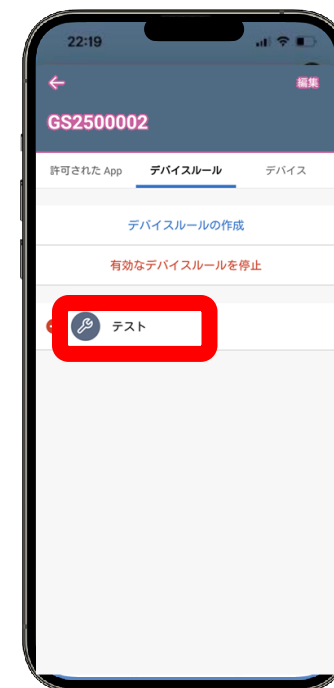 22:19
編集
GS2500002
許可された App デバイスルール デバイス
デバイスルールの作成
有効なデバイスルールを停止
テスト